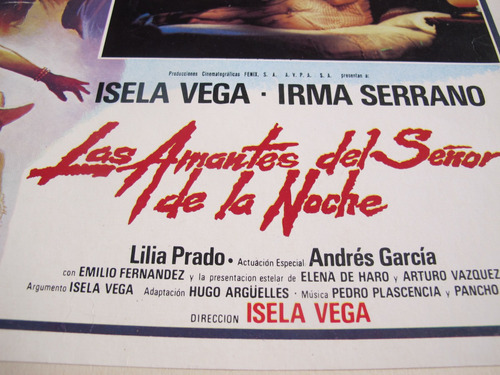 Producciones Cinematográficas FENIX, S. A. A.V.P.A. S.A. presentan a:
ISELA VEGA · IRMA SERRANO
Las Amantes del Señor
de la Noche
Lilia Prado • Actuación Especial: Andrés García
con EMILIO FERNANDEZ y la presentacion estelar de ELENA DE HARO y ARTURO VAZQUEZ
Argumento ISELA VEGA • Adaptación HUGO ARGÜELLES • Música PEDRO PLASCENCIA y PANCHO
DIRECCION ISELA VEGA